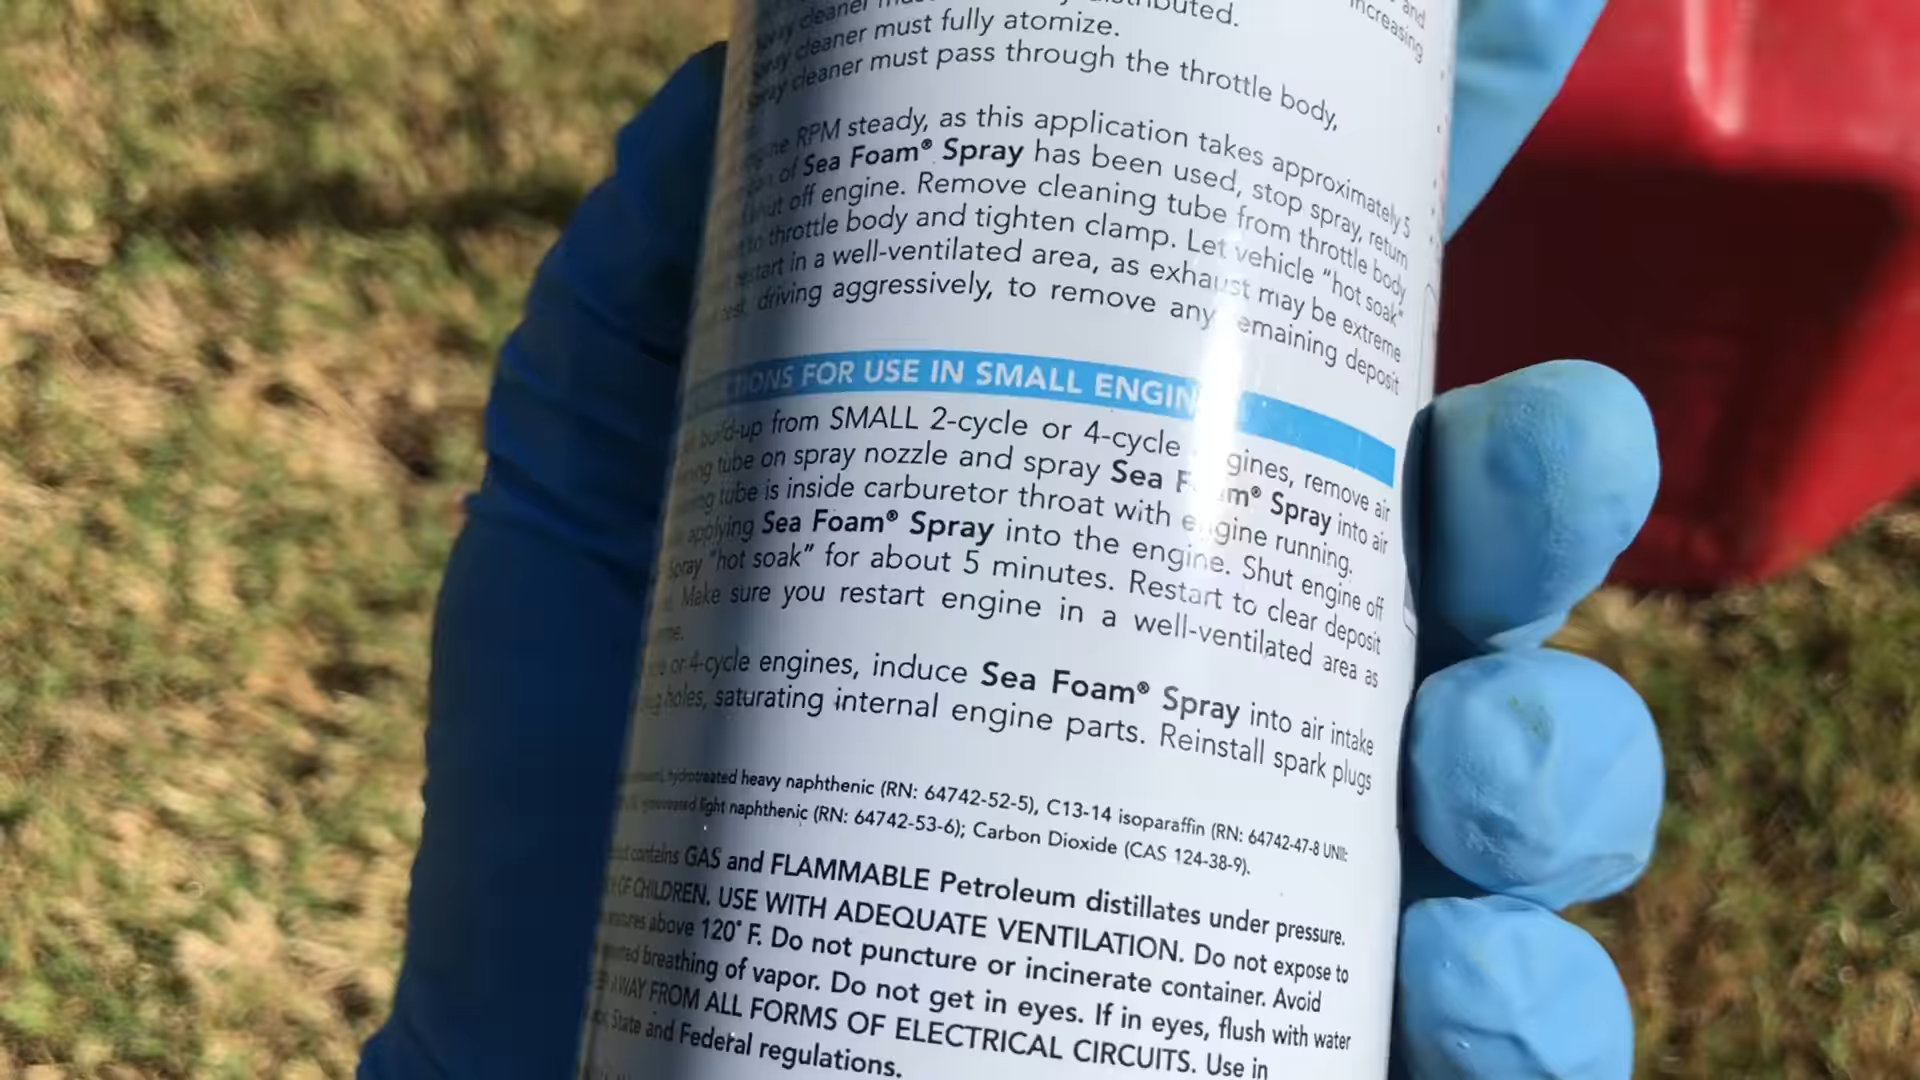 and
increasing
cleaner
cleaner must fully atomize.
cleaner must pass through the throttle body,
RPM steady, as this application takes approximately 5
of Sea Foam® Spray has been used, stop spray, return
off engine. Remove cleaning tube from throttle body
throttle body and tighten clamp. Let vehicle "hot soak"
in a well-ventilated area, as exhaust may be extreme
driving aggressively, to remove any remaining deposit
FOR USE IN SMALL ENGIN
build-up from SMALL 2-cycle or 4-cycle engines, remove air
tube on spray nozzle and spray Sea Foam® Spray into air
tube is inside carburetor throat with engine running.
applying Sea Foam® Spray into the engine. Shut engine off
Spray "hot soak" for about 5 minutes. Restart to clear deposit
Make sure you restart engine in a well-ventilated area as
or 4-cycle engines, induce Sea Foam® Spray into air intake
holes, saturating internal engine parts. Reinstall spark plugs
hydrotreated heavy naphthenic (RN: 64742-52-5), C13-14 isoparaffin (RN: 64742-47-8 UNII:
light naphthenic (RN: 64742-53-6); Carbon Dioxide (CAS 124-38-9).
contains GAS and FLAMMABLE Petroleum distillates under pressure.
OF CHILDREN. USE WITH ADEQUATE VENTILATION. Do not expose to
above 120° F. Do not puncture or incinerate container. Avoid
breathing of vapor. Do not get in eyes. If in eyes, flush with water
AWAY FROM ALL FORMS OF ELECTRICAL CIRCUITS. Use in
State and Federal regulations.